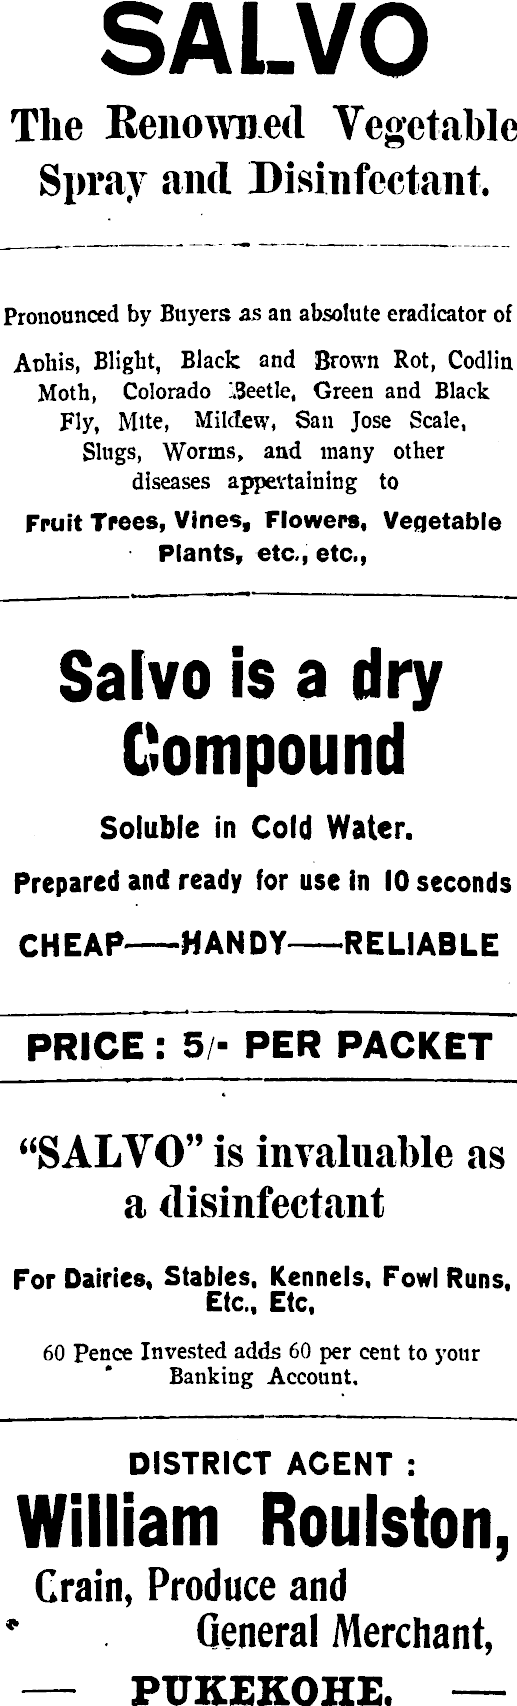 SALVO
The Renowned Vegetable
Spray and Disinfectant.
Pronounced by Buyers as an absolute eradicator of
Aphis, Blight, Black and Brown Rot, Codlin
Moth, Colorado Beetle, Green and Black
Fly, Mite, Mildew, San Jose Scale,
Slugs, Worms, and many other
diseases appertaining to
Fruit Trees, Vines, Flowers, Vegetable
Plants, etc., etc.,
Salvo is a dry
Compound
Soluble in Cold Water.
Prepared and ready for use in 10 seconds
CHEAP——HANDY——RELIABLE
PRICE : 5/- PER PACKET
“SALVO” is invaluable as
a disinfectant
For Dairies, Stables, Kennels, Fowl Runs,
Etc., Etc,
60 Pence Invested adds 60 per cent to your
Banking Account.
DISTRICT AGENT :
William Roulston,
Grain, Produce and
General Merchant,
— PUKEKOHE. —